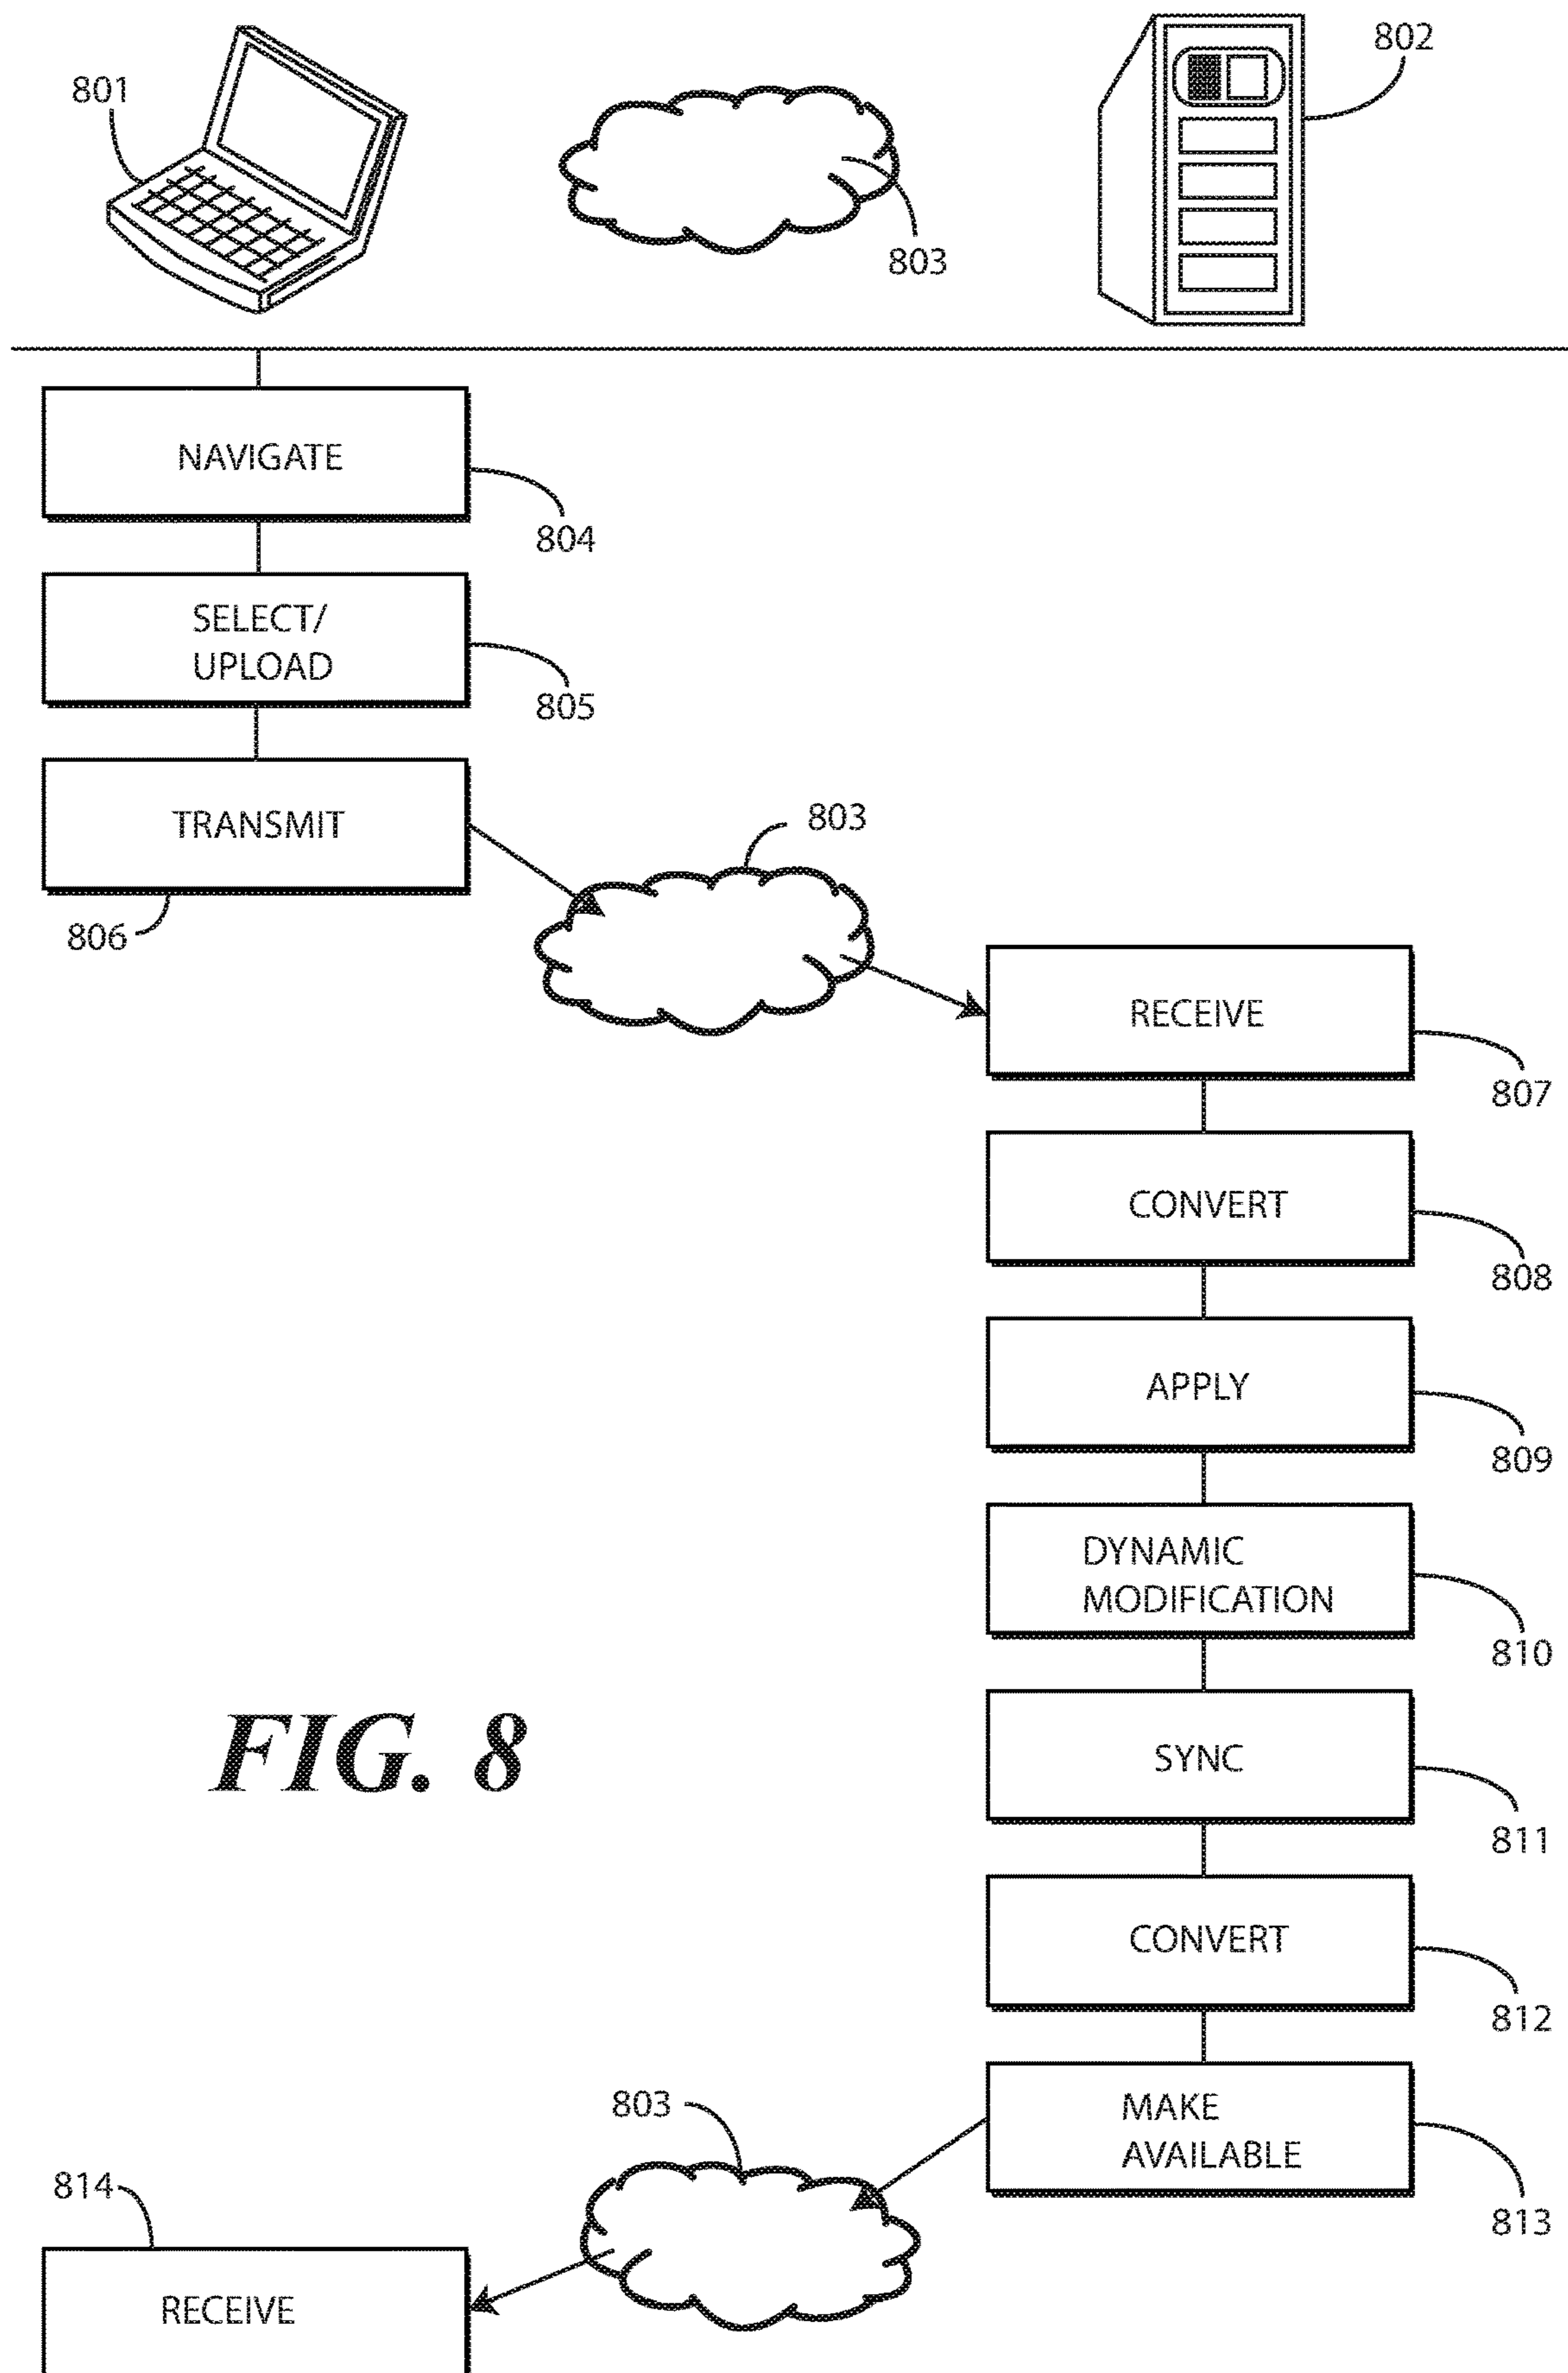 801
802
803
NAVIGATE
804
SELECT/
UPLOAD
805
TRANSMIT
803
806
RECEIVE
807
CONVERT
808
APPLY
809
DYNAMIC
MODIFICATION
810
FIG. 8
SYNC
811
CONVERT
812
MAKE
AVAILABLE
803
813
814
RECEIVE